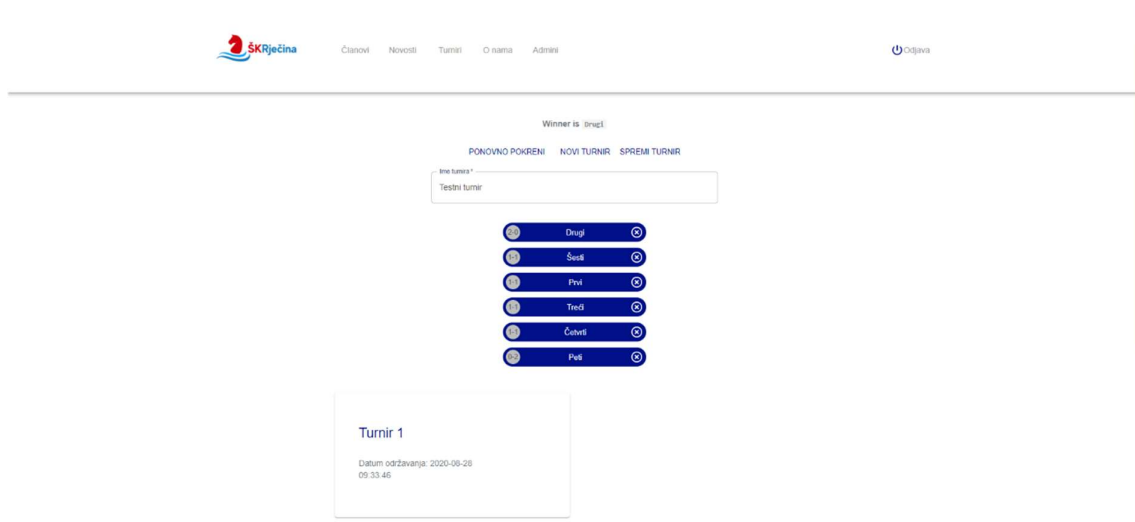 ŠKRječina
Članovi Novosti Turniri O nama Admini
Odjava
Winner is Drugi
PONOVNO POKRENI NOVI TURNIR SPREMI TURNIR
Ime turnira *
Testni turnir
2-0 Drugi
1-1 Šesti
1-1 Prvi
1-1 Treći
1-1 Četvrti
0-2 Peti
Turnir 1
Datum održavanja: 2020-08-28
09:33:46